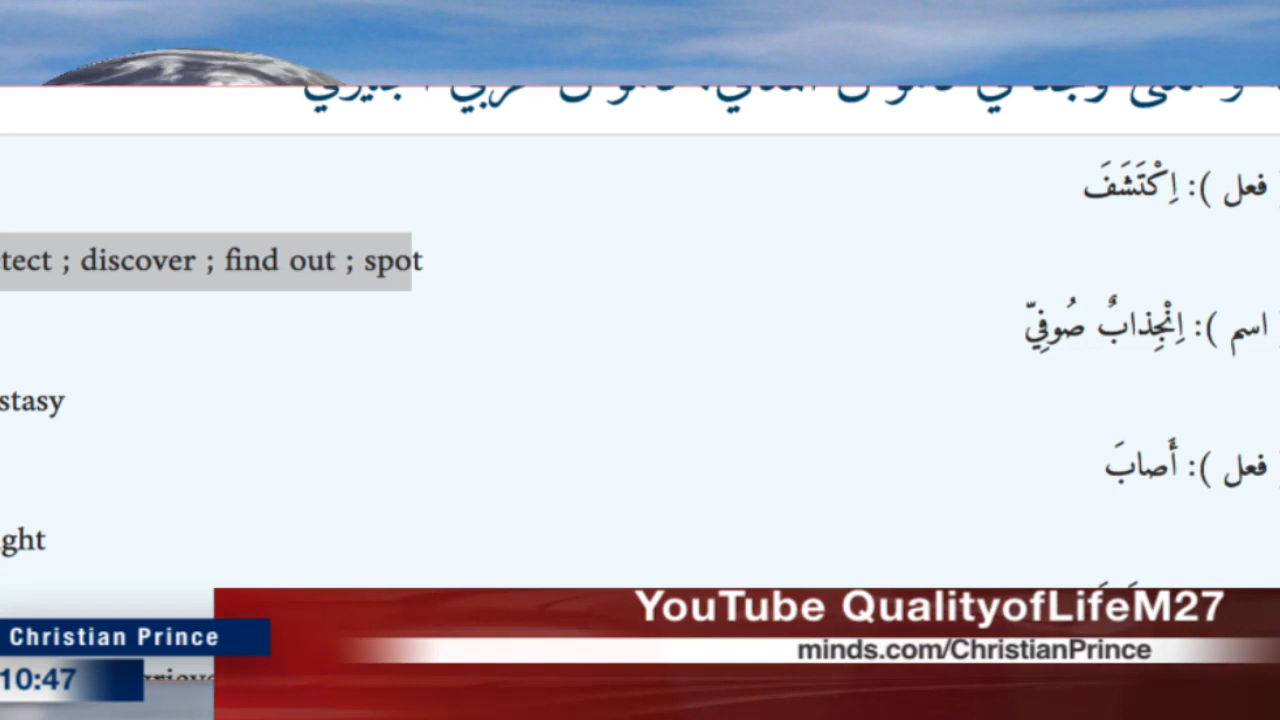 فعل ): اِكْتَشَفَ
tect ; discover ; find out ; spot
اسم ): اِنْجِذابٌ صُوفِيّ
stasy
فعل ): أَصابَ
ght
YouTube QualityofLifeM27
Christian Prince
minds.com/ChristianPrince
10:47